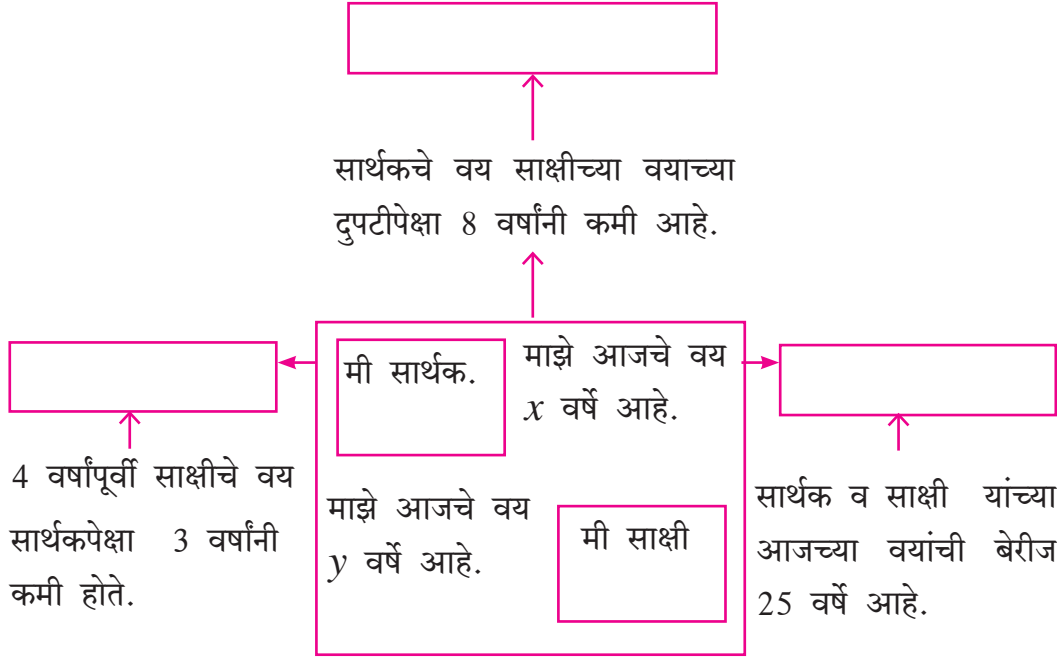 सार्थकचे वय साक्षीच्या वयाच्या
दुपटीपेक्षा 8 वर्षांनी कमी आहे.
मी सार्थक.
माझे आजचे वय
x वर्षे आहे.
4 वर्षांपूर्वी साक्षीचे वय
सार्थकपेक्षा 3 वर्षांनी
कमी होते.
माझे आजचे वय
y वर्षे आहे.
मी साक्षी
सार्थक व साक्षी यांच्या
आजच्या वयांची बेरीज
25 वर्षे आहे.